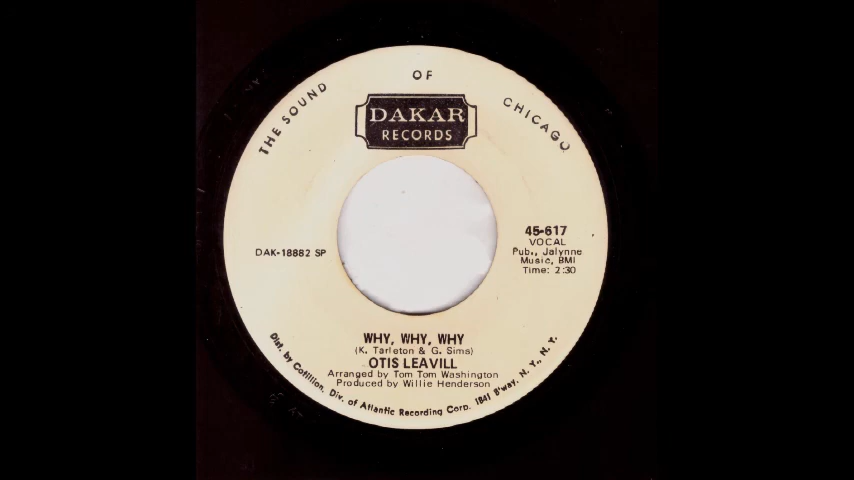 THE SOUND OF CHICAGO
DAKAR
RECORDS
DAK-18882 SP
45-617
VOCAL
Pub., Jalynne
Music, BMI
Time: 2:30
WHY, WHY, WHY
(K. Tarleton & G. Sims)
OTIS LEAVILL
Arranged by Tom Tom Washington
Produced by Willie Henderson
Dist. by Cotillion, Div. of Atlantic Recording Corp. 1841 B'way, N. Y., N. Y.